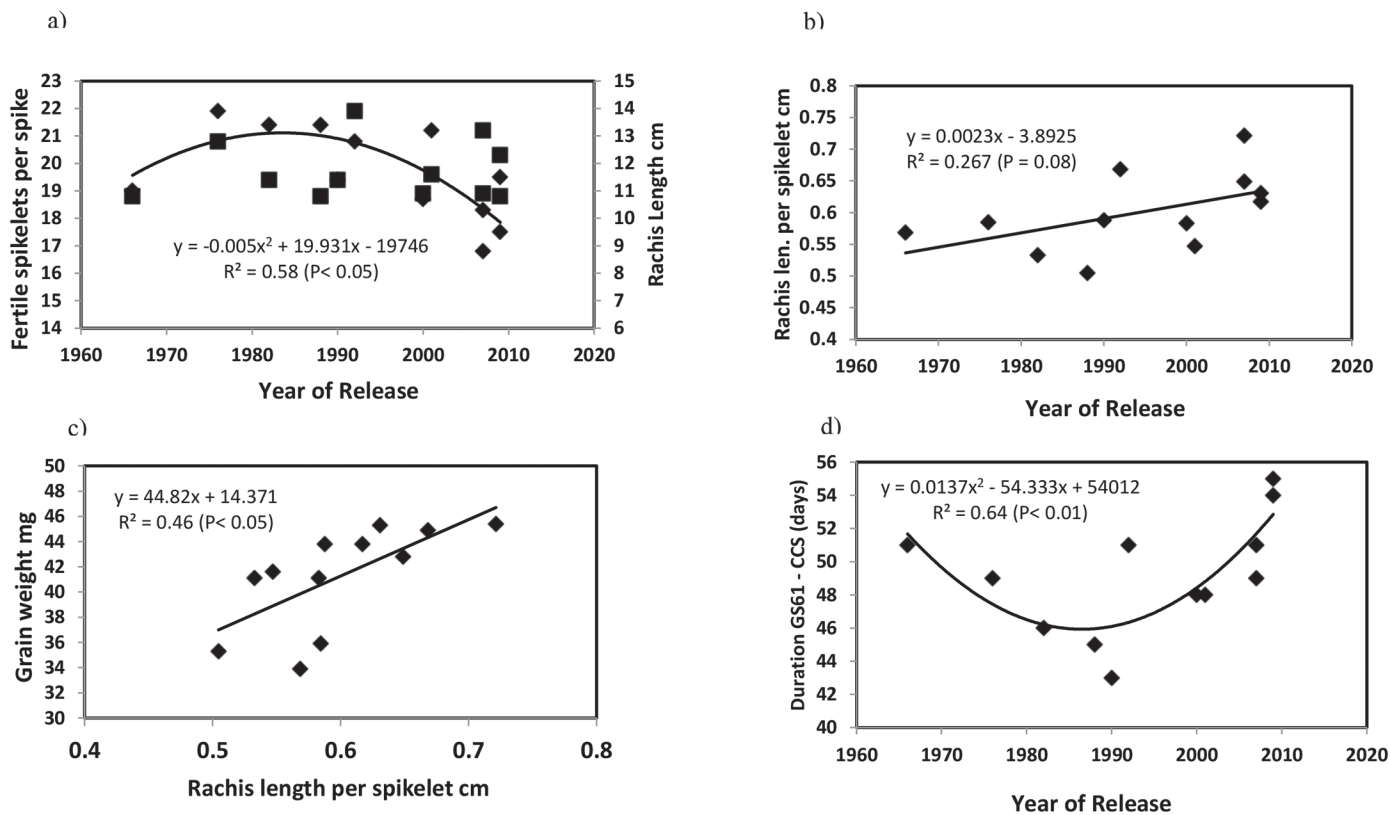 a)
23
22
21
20
19
18
17
16
15
14
Fertile spikelets per spike
15
14
13
12
11
10
9
8
7
6
Rachis Length cm
y = -0.005x² + 19.931x - 19746
R² = 0.58 (P< 0.05)
1960 1970 1980 1990 2000 2010 2020
Year of Release
b)
0.8
0.75
0.7
0.65
0.6
0.55
0.5
0.45
0.4
Rachis len. per spikelet cm
y = 0.0023x - 3.8925
R² = 0.267 (P = 0.08)
1960 1970 1980 1990 2000 2010 2020
Year of Release
c)
50
48
46
44
42
40
38
36
34
32
30
Grain weight mg
y = 44.82x + 14.371
R² = 0.46 (P< 0.05)
0.4 0.5 0.6 0.7 0.8
Rachis length per spikelet cm
d)
56
54
52
50
48
46
44
42
40
Duration GS61 - CCS (days)
y = 0.0137x² - 54.333x + 54012
R² = 0.64 (P< 0.01)
1960 1970 1980 1990 2000 2010 2020
Year of Release